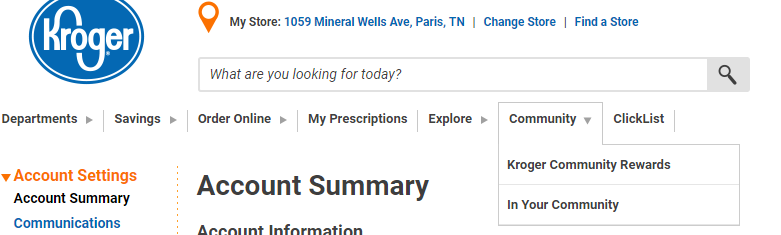 Kroger
My Store: 1059 Mineral Wells Ave, Paris, TN | Change Store | Find a Store
What are you looking for today?
Departments Savings Order Online My Prescriptions Explore Community ClickList
Kroger Community Rewards
In Your Community
Account Settings
Account Summary
Communications
Account Summary
Account Information